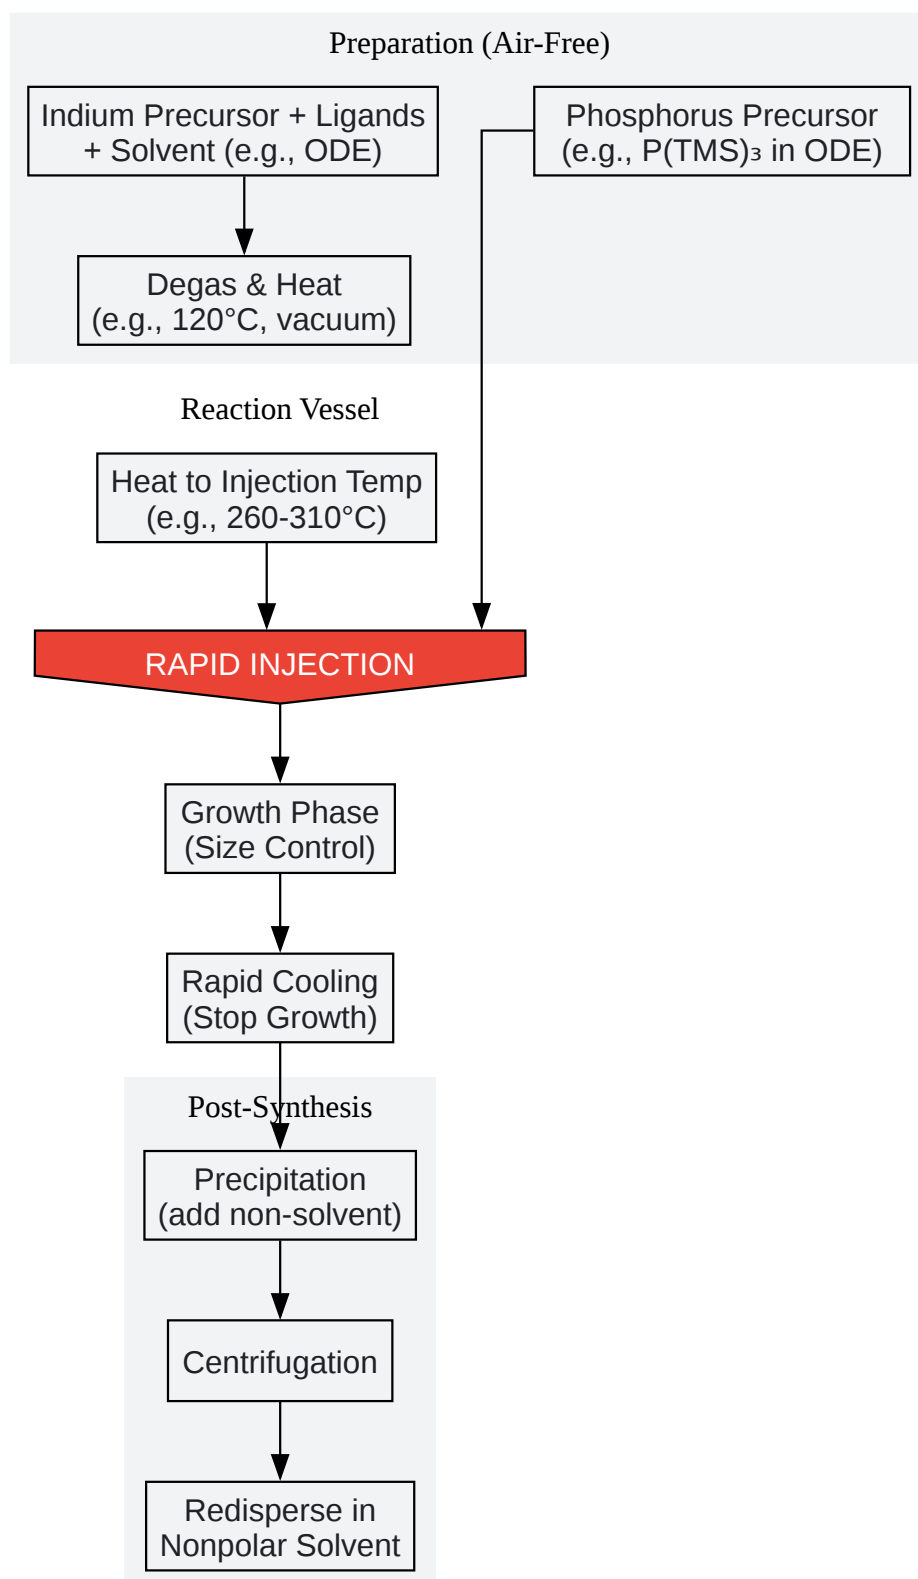 Preparation (Air-Free)
Indium Precursor + Ligands
+ Solvent (e.g., ODE)
Phosphorus Precursor
(e.g., P(TMS)₃ in ODE)
Degas & Heat
(e.g., 120°C, vacuum)
Reaction Vessel
Heat to Injection Temp
(e.g., 260-310°C)
RAPID INJECTION
Growth Phase
(Size Control)
Rapid Cooling
(Stop Growth)
Post-Synthesis
Precipitation
(add non-solvent)
Centrifugation
Redisperse in
Nonpolar Solvent